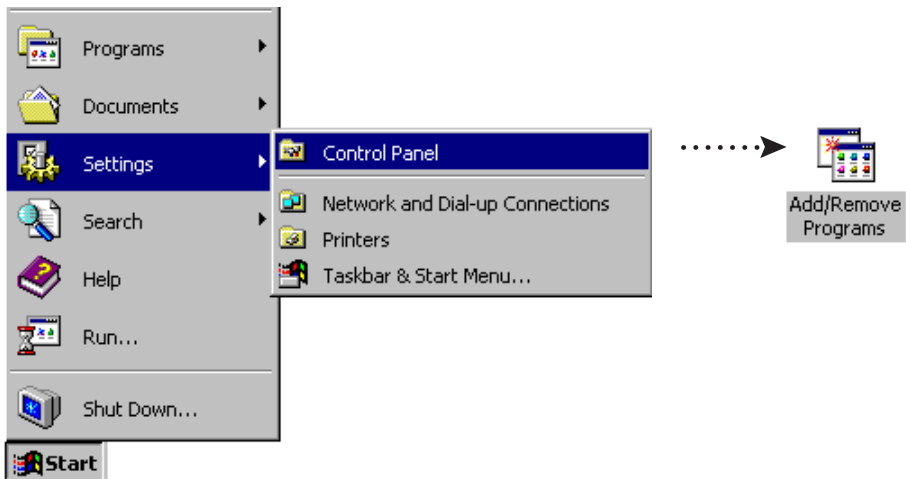 Programs
Documents
Settings
Search
Help
Run...
Shut Down...
Start
Control Panel
Network and Dial-up Connections
Printers
Taskbar & Start Menu...
Add/Remove
Programs